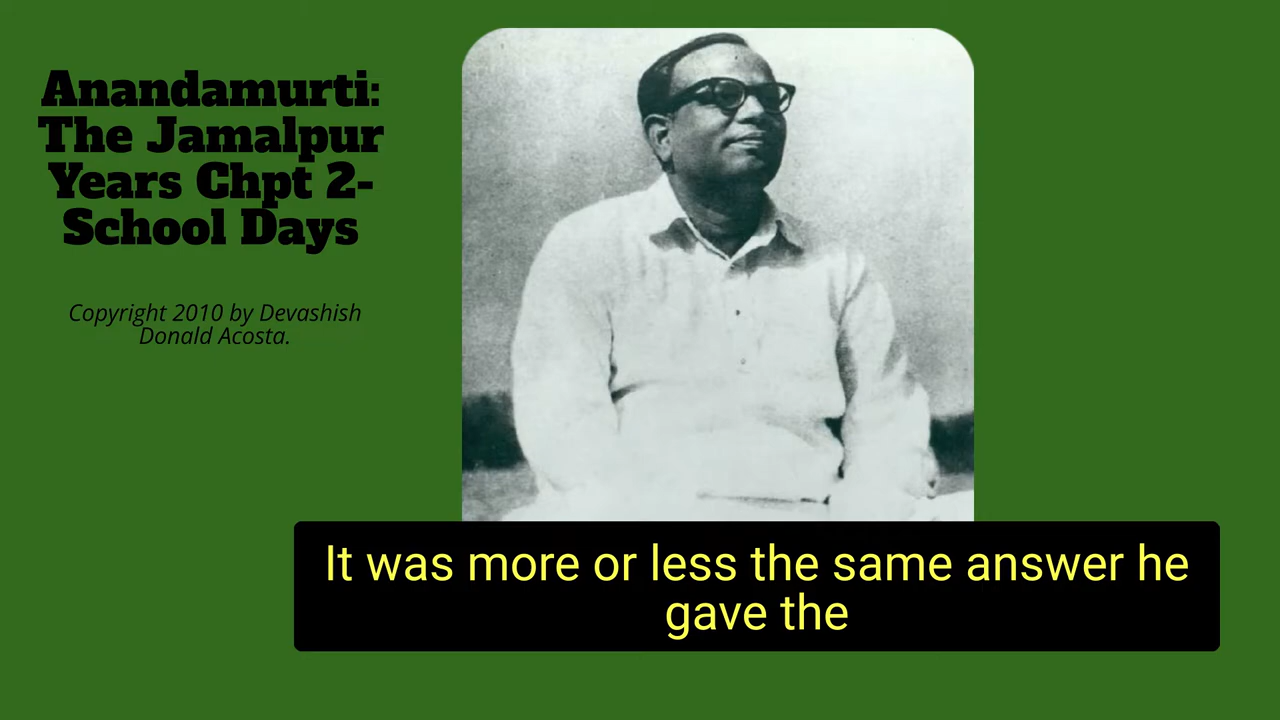 Anandamurti:
The Jamalpur
Years Chpt 2-
School Days
Copyright 2010 by Devashish
Donald Acosta.
It was more or less the same answer he
gave the